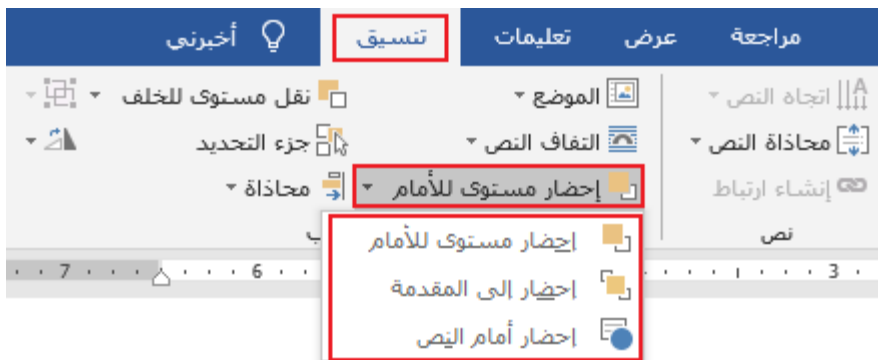 مراجعة عرض تعليمات تنسيق أخبرني
اتجاه النص الموضع نقل مستوى للخلف
محاذاة النص التفاف النص جزء التحديد
إنشاء ارتباط إحضار مستوى للأمام محاذاة
نص ب
إحضار مستوى للأمام
3 6 7
إحضار إلى المقدمة
إحضار أمام النص